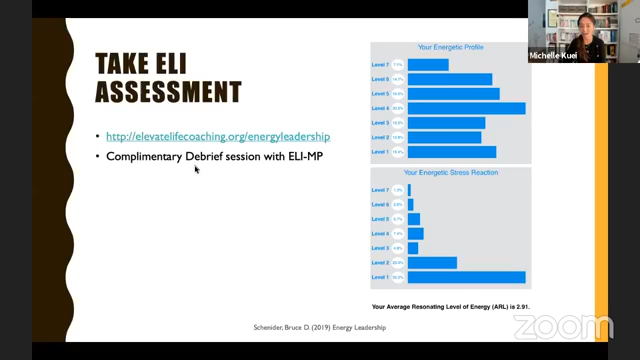 TAKE ELI
ASSESSMENT
• http://elevatelifecoaching.org/energyleadership
• Complimentary Debrief session with ELI-MP
Your Energetic Profile
Level 7
Level 6
Level 5
Level 4
Level 3
Level 2
Level 1
Your Energetic Stress Reaction
Level 7
Level 6
Level 5
Level 4
Level 3
Level 2
Level 1
Your Average Resonating Level of Energy (ARL) is 2.91.
Schenider, Bruce D. (2019) Energy Leadership
Michelle Kuei
zoom